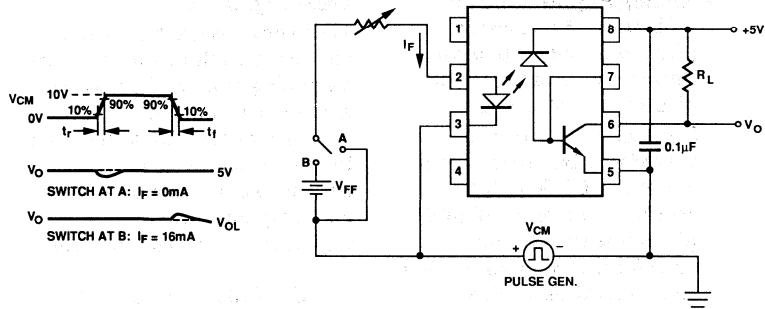 10V
VCM
10%
90%
90%
10%
0V
tr
tf
VO
5V
SWITCH AT A: IF = 0mA
VO
VOL
SWITCH AT B: IF = 16mA
IF
A
B
VFF
1
2
3
4
8
7
6
5
+5V
RL
VO
0.1μF
VCM
+
–
PULSE GEN.